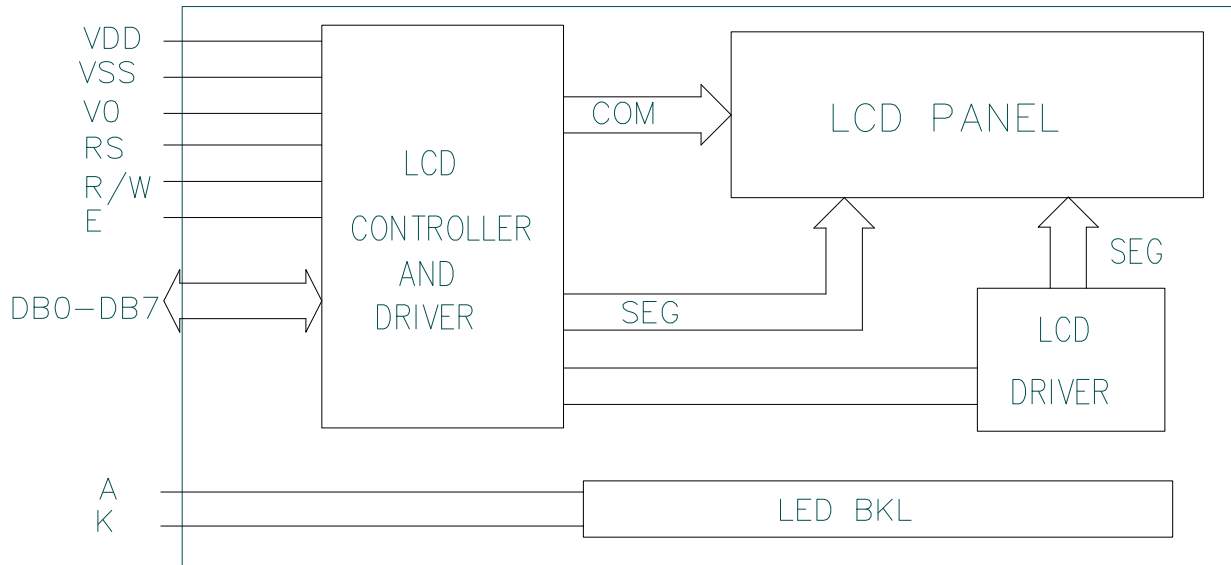 VDD
VSS
V0
RS
R/W
E
DB0-DB7
LCD
CONTROLLER
AND
DRIVER
COM
LCD PANEL
SEG
SEG
LCD
DRIVER
A
K
LED BKL